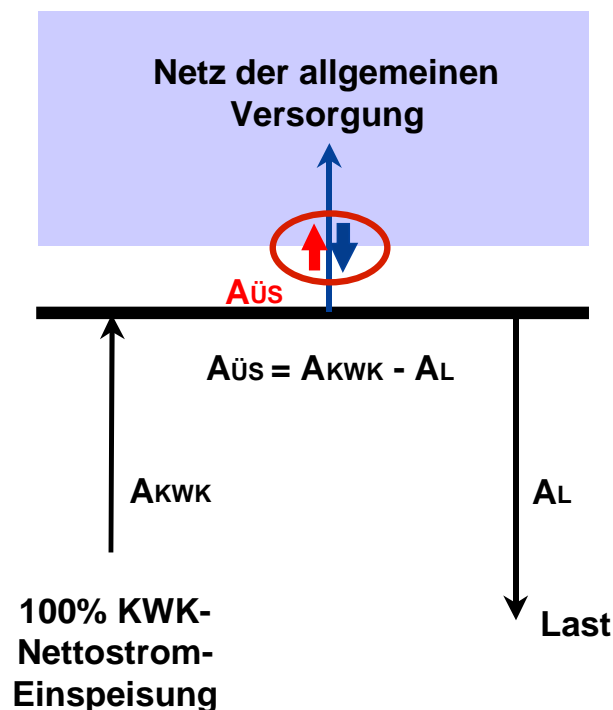 Netz der allgemeinen
Versorgung
AÜS
AÜS = AKWK - AL
AKWK
AL
100% KWK-
Nettostrom-
Einspeisung
Last